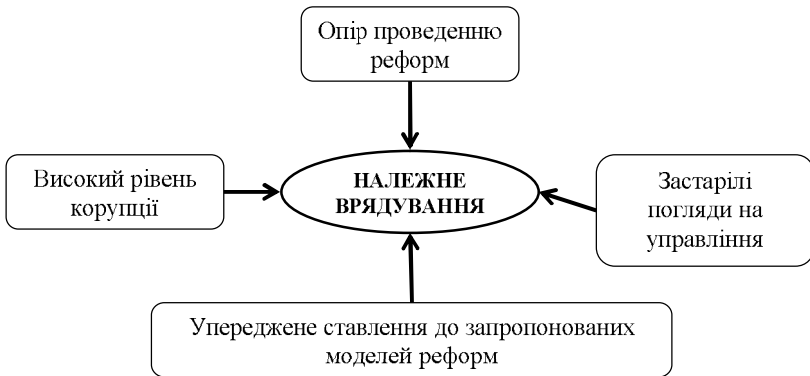 Опір проведенню
реформ
Високий рівень
корупції
НАЛЕЖНЕ
ВРЯДУВАННЯ
Застарілі
погляди на
управління
Упереджене ставлення до запропонованих
моделей реформ